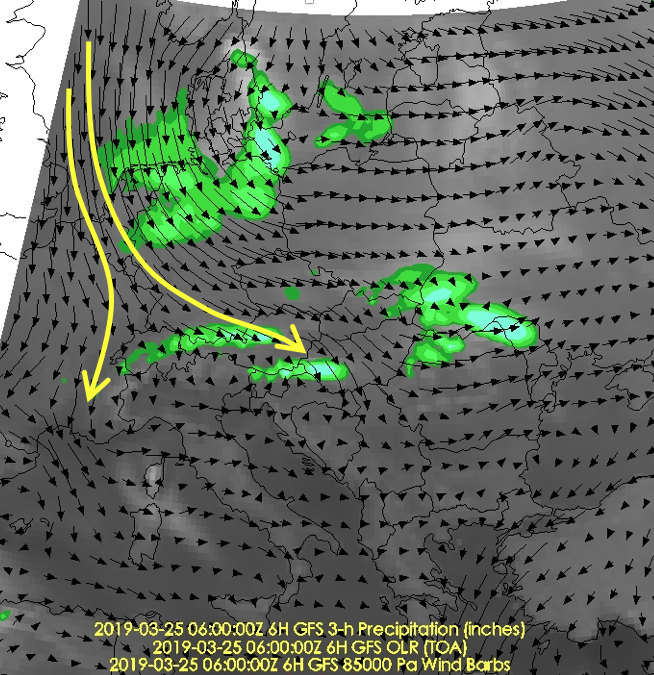 2019-03-25 06:00:00Z 6H GFS 3-h Precipitation (inches)
2019-03-25 06:00:00Z 6H GFS OLR (TOA)
2019-03-25 06:00:00Z 6H GFS 85000 Pa Wind Barbs